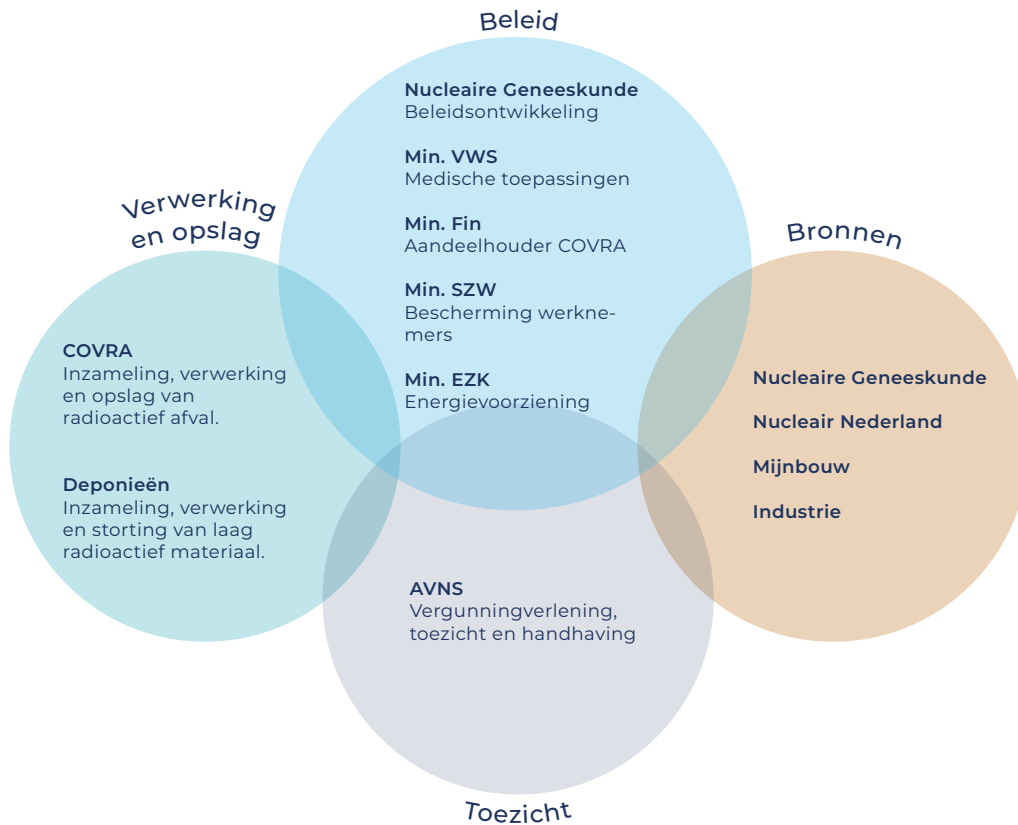 Beleid
Nucleaire Geneeskunde
Beleidsontwikkeling
Min. VWS
Medische toepassingen
Min. Fin
Aandeelhouder COVRA
Min. SZW
Bescherming werkne-
mers
Min. EZK
Energievoorziening
Verwerking
en opslag
COVRA
Inzameling, verwerking
en opslag van
radioactief afval.
Deponieën
Inzameling, verwerking
en storting van laag
radioactief materiaal.
Bronnen
Nucleaire Geneeskunde
Nucleair Nederland
Mijnbouw
Industrie
AVNS
Vergunningverlening,
toezicht en handhaving
Toezicht